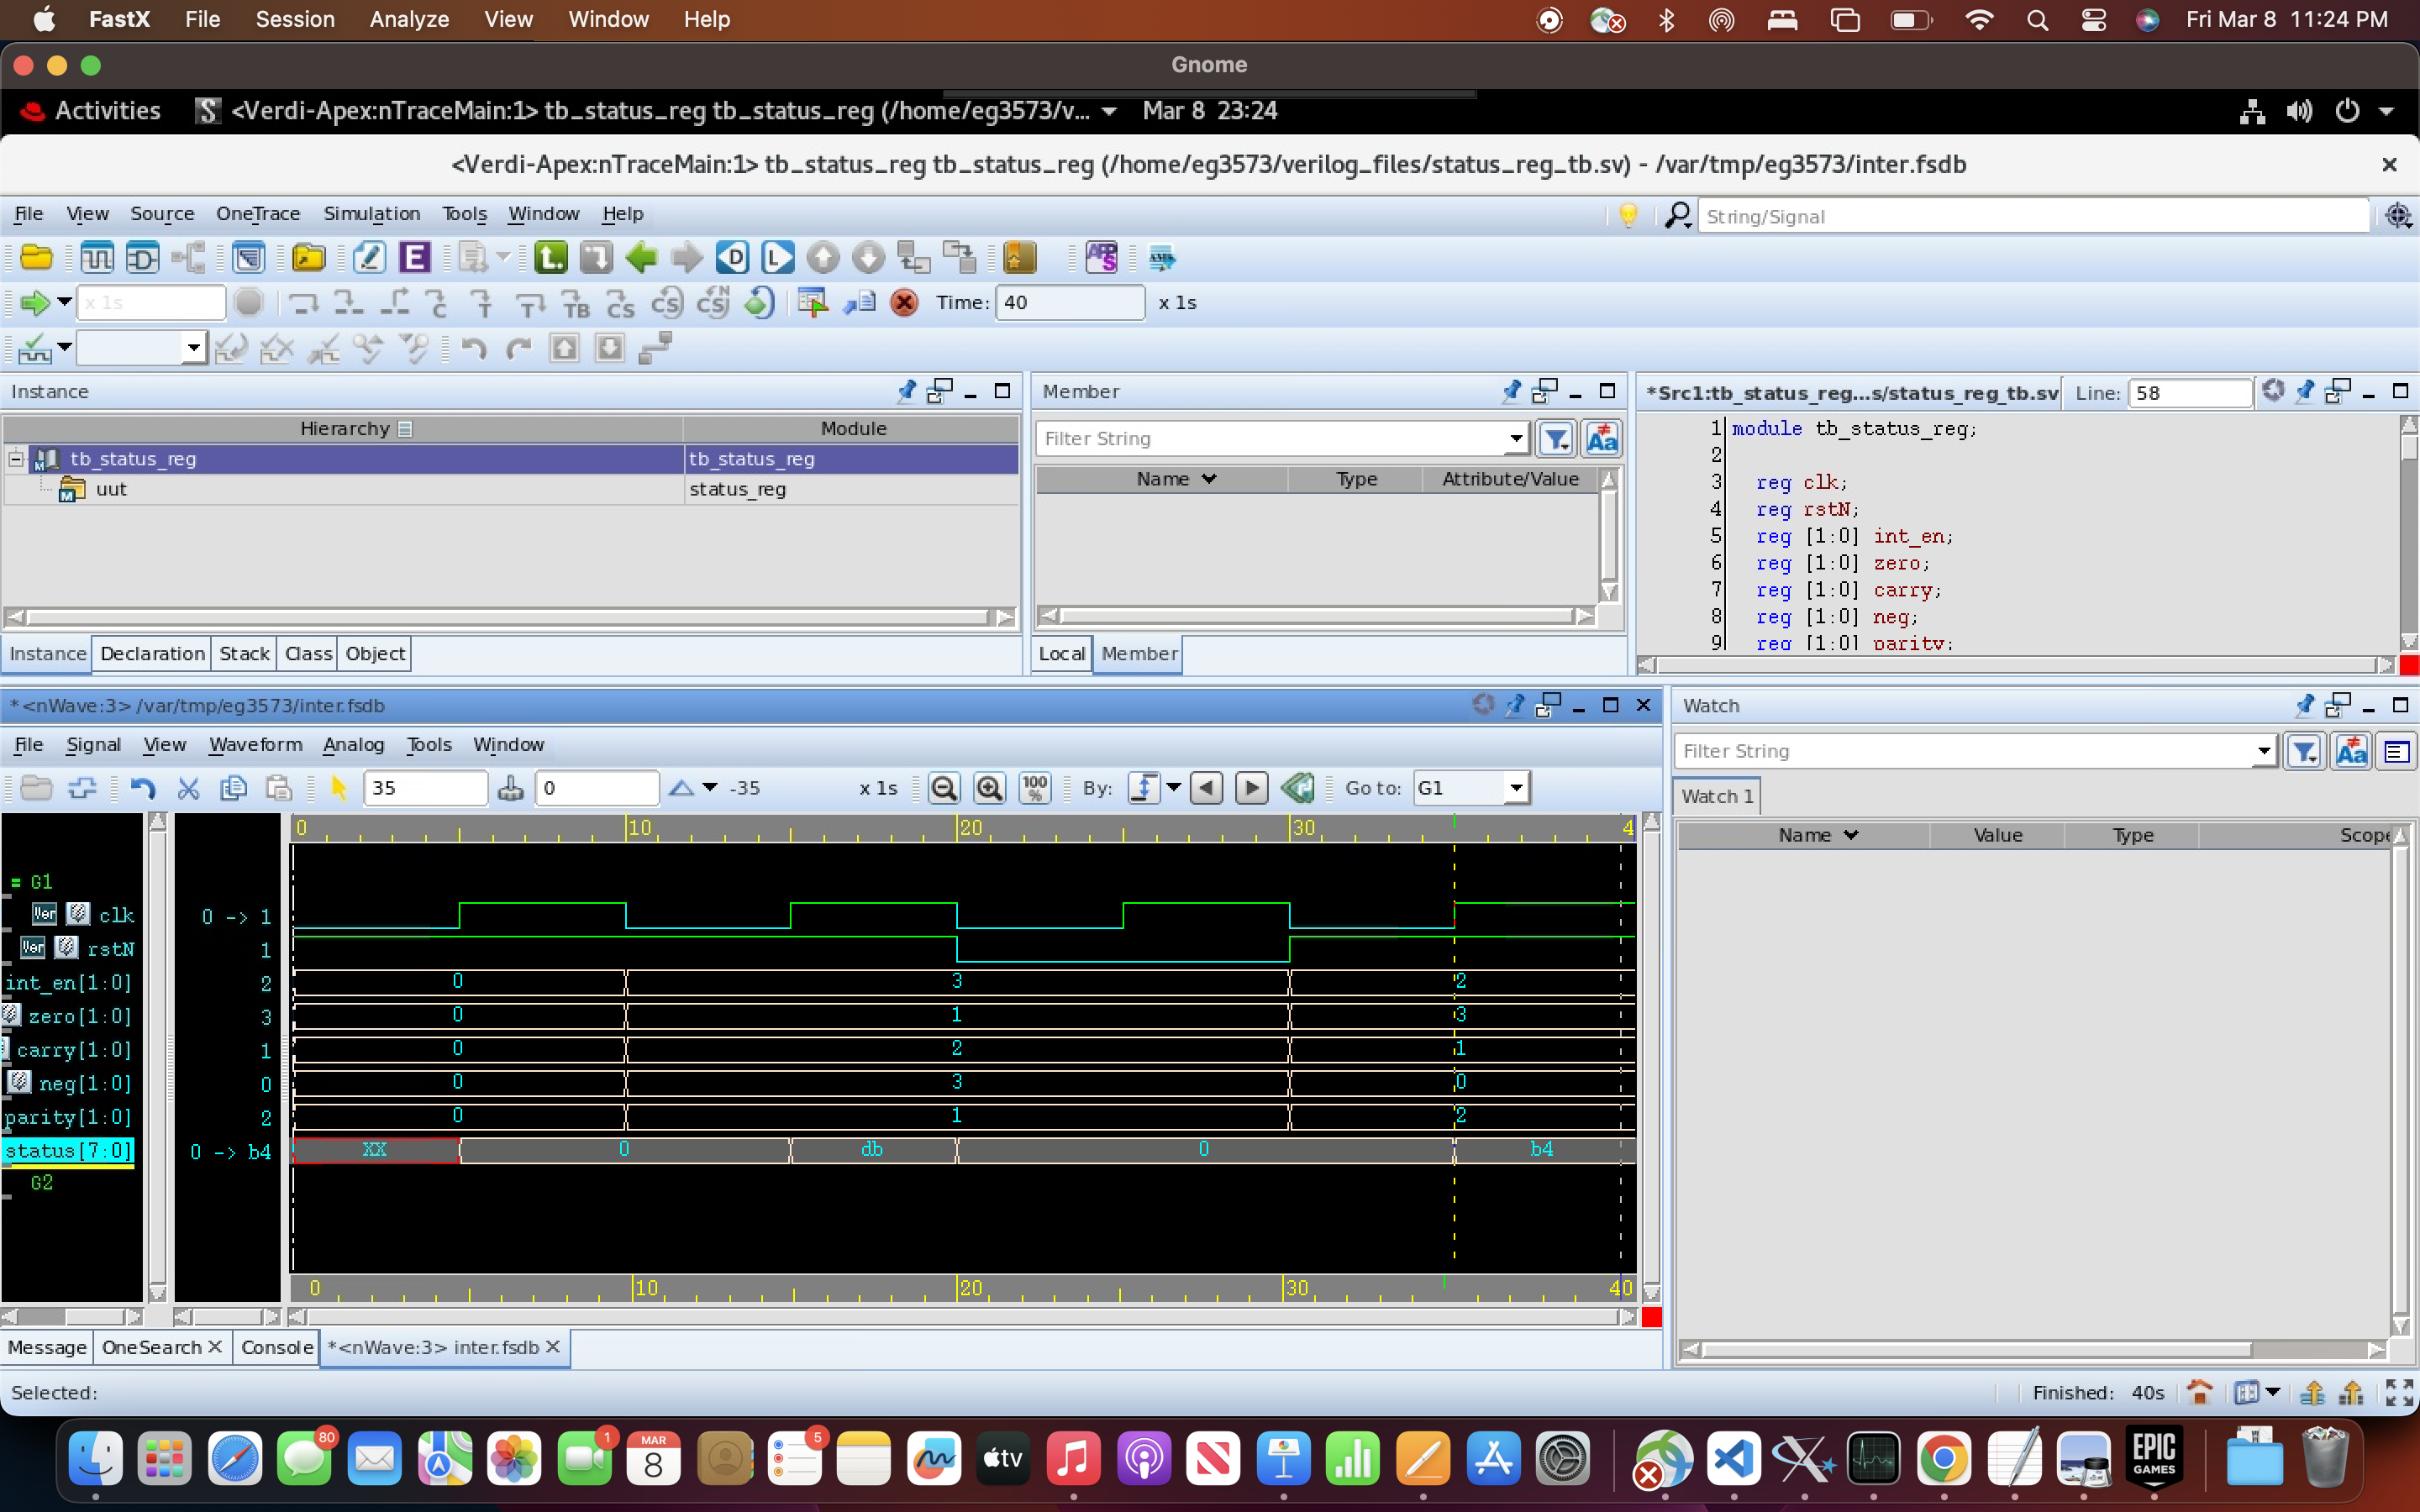 FastX File Session Analyze View Window Help Fri Mar 8 11:24 PM
Gnome
Activities <Verdi-Apex:nTraceMain:1> tb_status_reg tb_status_reg (/home/eg3573/v... Mar 8 23:24
<Verdi-Apex:nTraceMain:1> tb_status_reg tb_status_reg (/home/eg3573/verilog_files/status_reg_tb.sv) - /var/tmp/eg3573/inter.fsdb
File View Source OneTrace Simulation Tools Window Help String/Signal
x 1s Time: 40 x 1s
Instance
Hierarchy Module
tb_status_reg tb_status_reg
uut status_reg
Instance Declaration Stack Class Object
Member
Filter String
Name Type Attribute/Value
Local Member
*Src1:tb_status_reg...s/status_reg_tb.sv Line: 58
1 module tb_status_reg;
2
3 reg clk;
4 reg rstN;
5 reg [1:0] int_en;
6 reg [1:0] zero;
7 reg [1:0] carry;
8 reg [1:0] neg;
9 reg [1:0] parity;
*<nWave:3> /var/tmp/eg3573/inter.fsdb
File Signal View Waveform Analog Tools Window
35 0 -35 x 1s 100 % By: Go to: G1
0 10 20 30 4
= G1
clk 0 -> 1
rstN 1
int_en[1:0] 2 0 3 2
zero[1:0] 3 0 1 3
carry[1:0] 1 0 2 1
neg[1:0] 0 0 3 0
parity[1:0] 2 0 1 2
status[7:0] 0 -> b4 XX 0 db 0 b4
G2
0 10 20 30 40
Message OneSearch Console *<nWave:3> inter.fsdb
Watch
Filter String
Watch 1
Name Value Type Scope
Selected: Finished: 40s
80 1 MAR 8 5 tv EPIC GAMES